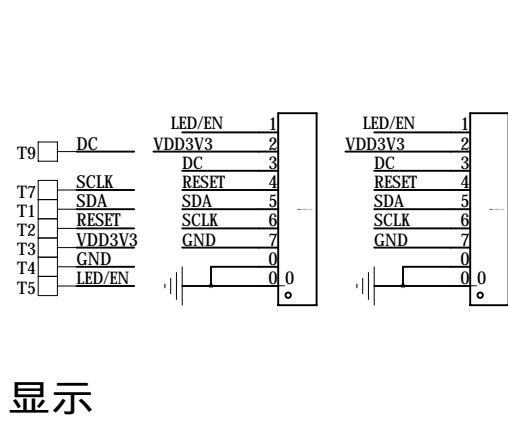 LED/EN 1 LED/EN 1
T9 DC VDD3V3 2 VDD3V3 2
DC 3 DC 3
T7 SCLK RESET 4 RESET 4
T1 SDA SDA 5 SDA 5
T2 RESET SCLK 6 SCLK 6
T3 VDD3V3 GND 7 GND 7
T4 GND 0 0
T5 LED/EN 0 0 0 0
显示